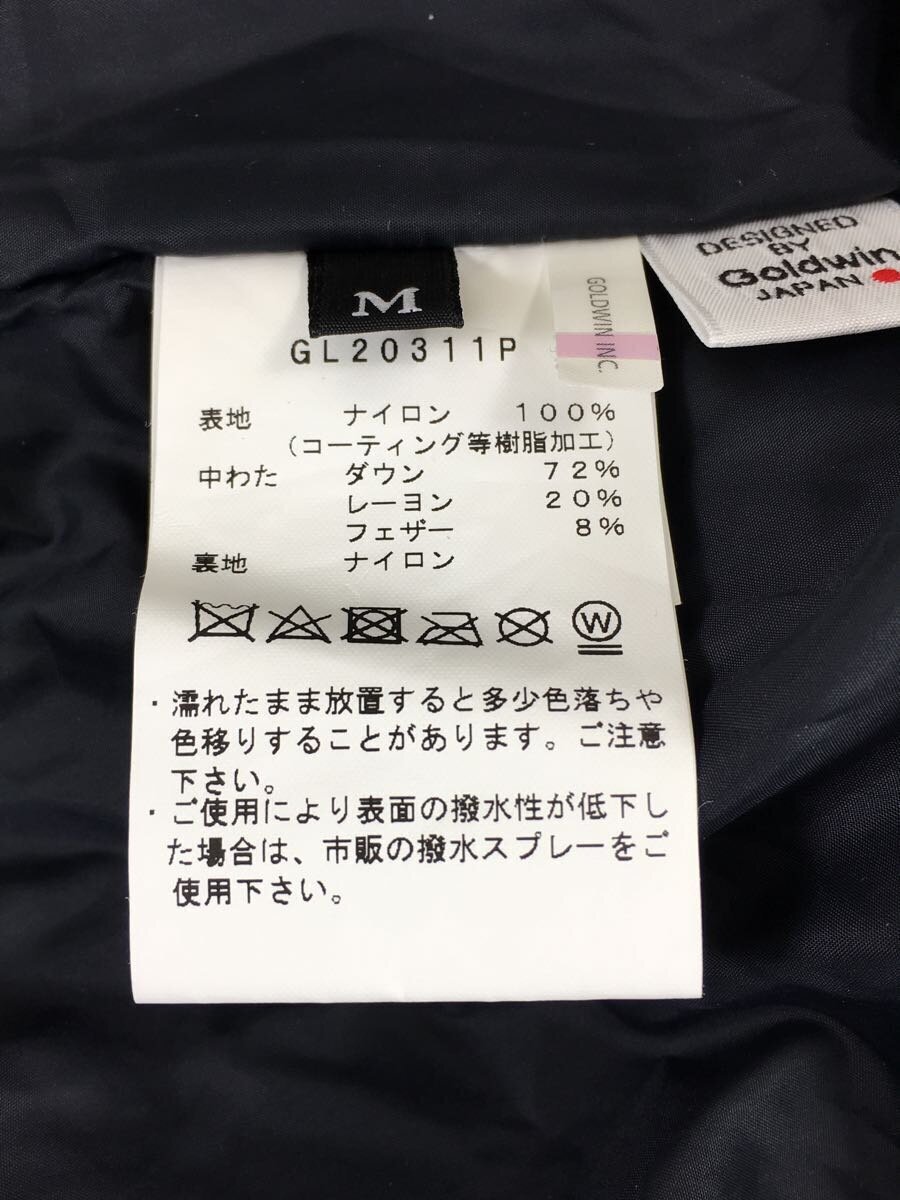 DESIGNED
BY
Goldwin
JAPAN
GOLDWIN INC.
M
GL20311P
表地 ナイロン 100%
(コーティング等樹脂加工)
中わた ダウン 72%
レーヨン 20%
フェザー 8%
裏地 ナイロン
W
・濡れたまま放置すると多少色落ちや
色移りすることがあります。ご注意
下さい。
・ご使用により表面の撥水性が低下し
た場合は、市販の撥水スプレーをご
使用下さい。